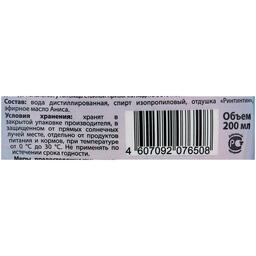 Состав: вода дистиллированная, спирт изопропиловый, отдушка «Ринтинтин»,
эфирное масло Аниса.
Условия хранения: хранят в
закрытой упаковке производителя, в
защищенном от прямых солнечных
лучей месте, отдельно от продуктов
питания и кормов, при температуре
от 0 °С до 30 °С. Не применять по
истечении срока годности.
Объем
200 мл
4 607092 076508